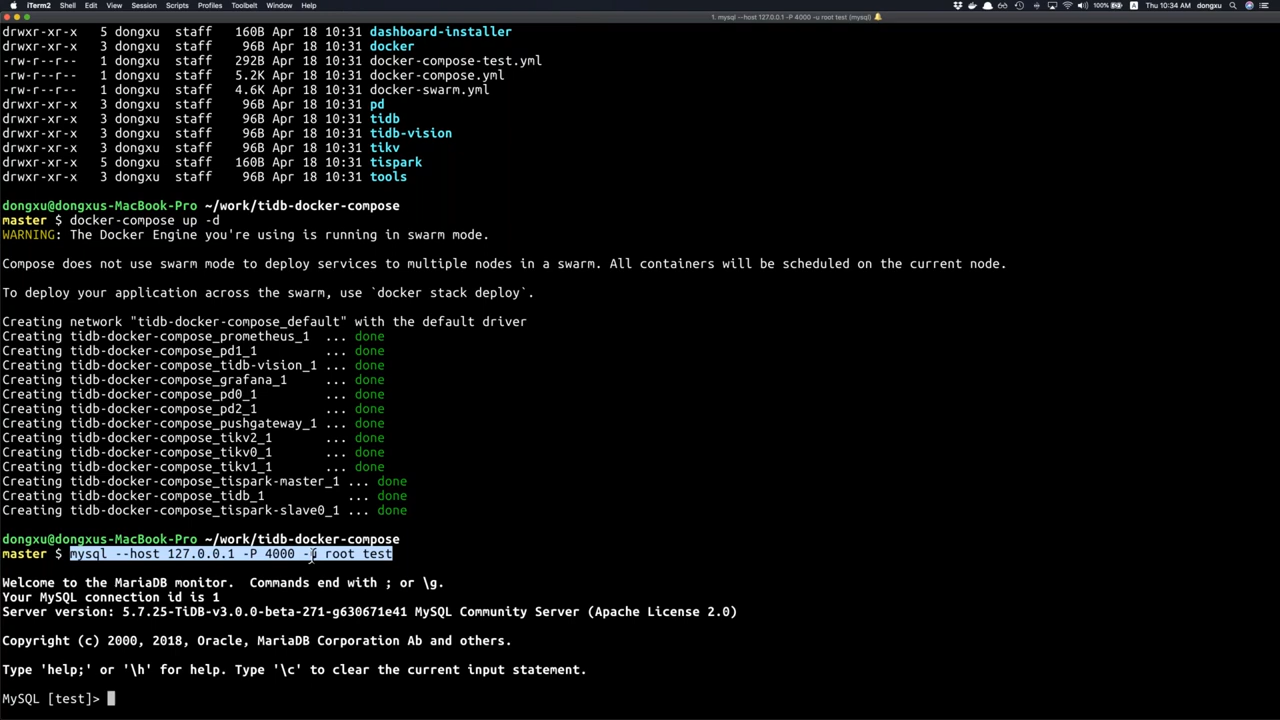 iTerm2 Shell Edit View Session Scripts Profiles Toolbelt Window Help 100% Thu 10:34 AM dongxu
1. mysql --host 127.0.0.1 -P 4000 -u root test (mysql)
drwxr-xr-x 5 dongxu staff 160B Apr 18 10:31 dashboard-installer
drwxr-xr-x 3 dongxu staff 96B Apr 18 10:31 docker
-rw-r--r-- 1 dongxu staff 292B Apr 18 10:31 docker-compose-test.yml
-rw-r--r-- 1 dongxu staff 5.2K Apr 18 10:31 docker-compose.yml
-rw-r--r-- 1 dongxu staff 4.6K Apr 18 10:31 docker-swarm.yml
drwxr-xr-x 3 dongxu staff 96B Apr 18 10:31 pd
drwxr-xr-x 3 dongxu staff 96B Apr 18 10:31 tidb
drwxr-xr-x 3 dongxu staff 96B Apr 18 10:31 tidb-vision
drwxr-xr-x 3 dongxu staff 96B Apr 18 10:31 tikv
drwxr-xr-x 5 dongxu staff 160B Apr 18 10:31 tispark
drwxr-xr-x 3 dongxu staff 96B Apr 18 10:31 tools
dongxu@dongxus-MacBook-Pro ~/work/tidb-docker-compose
master $ docker-compose up -d
WARNING: The Docker Engine you're using is running in swarm mode.
Compose does not use swarm mode to deploy services to multiple nodes in a swarm. All containers will be scheduled on the current node.
To deploy your application across the swarm, use `docker stack deploy`.
Creating network "tidb-docker-compose_default" with the default driver
Creating tidb-docker-compose_prometheus_1 ... done
Creating tidb-docker-compose_pd1_1 ... done
Creating tidb-docker-compose_tidb-vision_1 ... done
Creating tidb-docker-compose_grafana_1 ... done
Creating tidb-docker-compose_pd0_1 ... done
Creating tidb-docker-compose_pd2_1 ... done
Creating tidb-docker-compose_pushgateway_1 ... done
Creating tidb-docker-compose_tikv2_1 ... done
Creating tidb-docker-compose_tikv0_1 ... done
Creating tidb-docker-compose_tikv1_1 ... done
Creating tidb-docker-compose_tispark-master_1 ... done
Creating tidb-docker-compose_tidb_1 ... done
Creating tidb-docker-compose_tispark-slave0_1 ... done
dongxu@dongxus-MacBook-Pro ~/work/tidb-docker-compose
master $ mysql --host 127.0.0.1 -P 4000 -u root test
Welcome to the MariaDB monitor. Commands end with ; or \g.
Your MySQL connection id is 1
Server version: 5.7.25-TiDB-v3.0.0-beta-271-g630671e41 MySQL Community Server (Apache License 2.0)
Copyright (c) 2000, 2018, Oracle, MariaDB Corporation Ab and others.
Type 'help;' or '\h' for help. Type '\c' to clear the current input statement.
MySQL [test]>